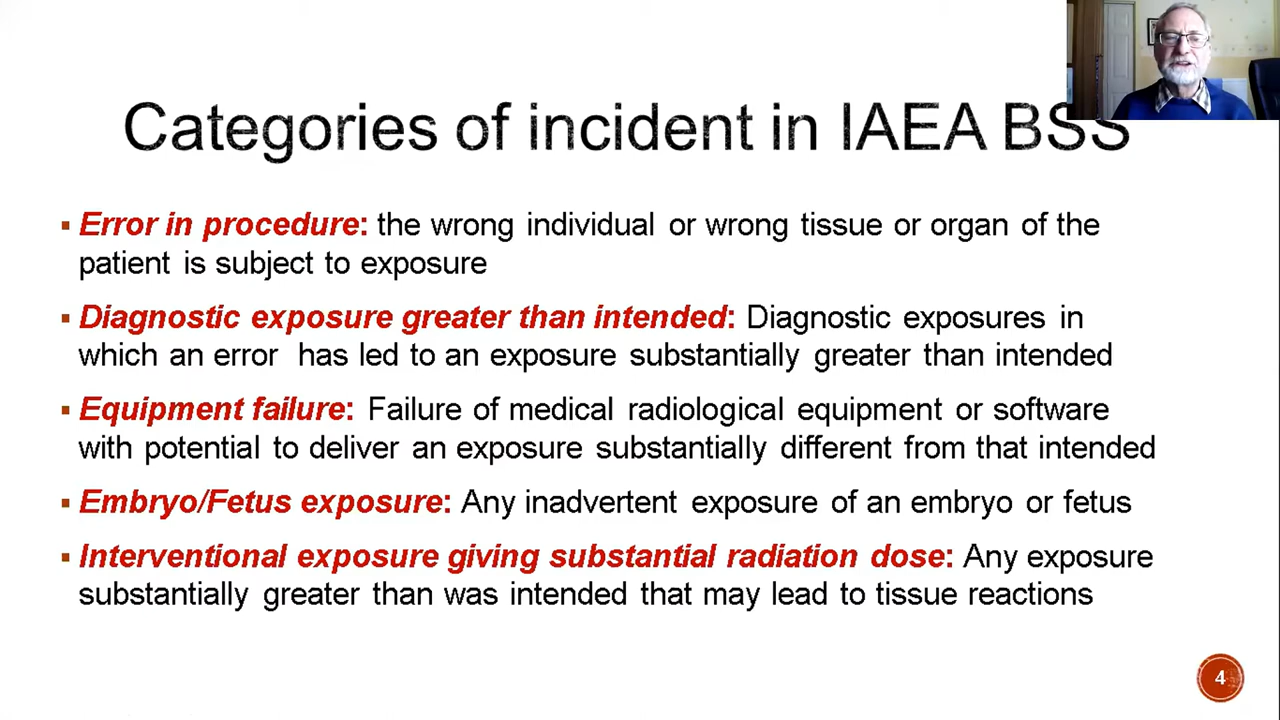 Categories of incident in IAEA BSS
▪ Error in procedure: the wrong individual or wrong tissue or organ of the
patient is subject to exposure
▪ Diagnostic exposure greater than intended: Diagnostic exposures in
which an error has led to an exposure substantially greater than intended
▪ Equipment failure: Failure of medical radiological equipment or software
with potential to deliver an exposure substantially different from that intended
▪ Embryo/Fetus exposure: Any inadvertent exposure of an embryo or fetus
▪ Interventional exposure giving substantial radiation dose: Any exposure
substantially greater than was intended that may lead to tissue reactions
4